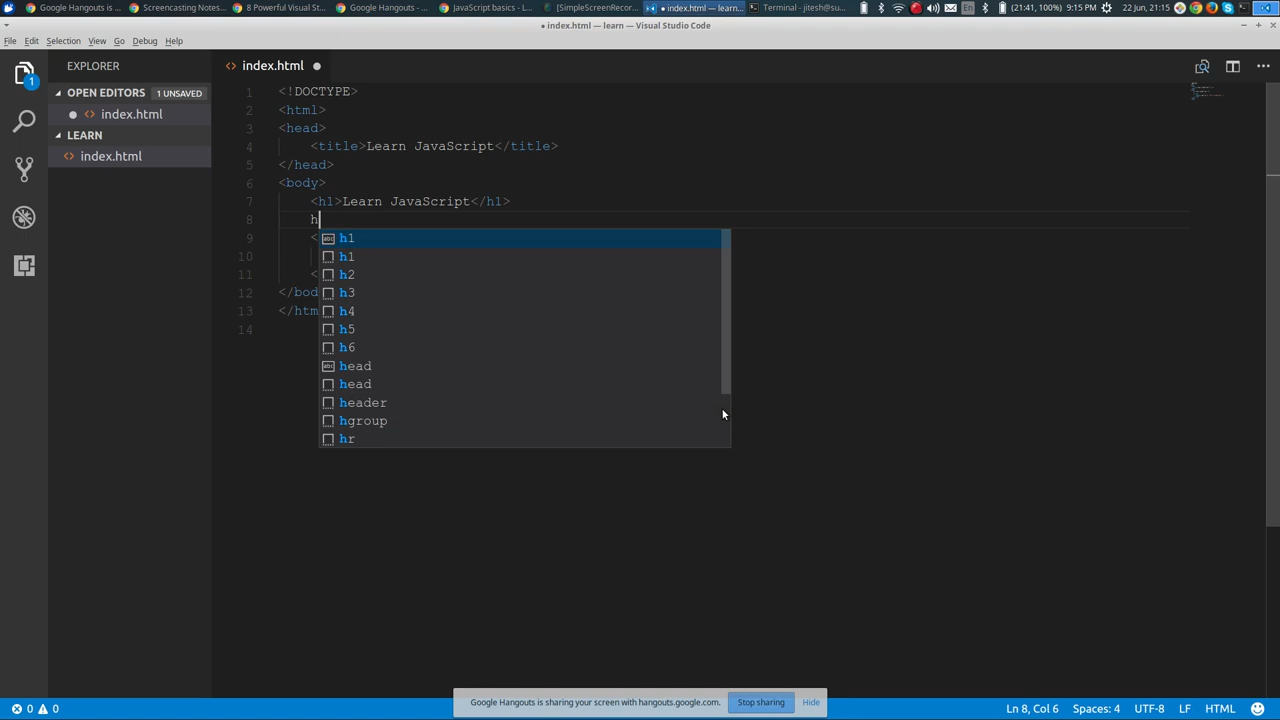 Google Hangouts is g...
Screencasting Notes...
8 Powerful Visual St...
Google Hangouts - ...
JavaScript basics - L...
[SimpleScreenRecor...
● index.html — learn...
Terminal - jitesh@su...
En
(21:41, 100%) 9:15 PM
22 Jun, 21:15
● index.html — learn — Visual Studio Code
File Edit Selection View Go Debug Help
EXPLORER
OPEN EDITORS 1 UNSAVED
index.html
LEARN
index.html
1
index.html
1 <!DOCTYPE>
2 <html>
3 <head>
4 <title>Learn JavaScript</title>
5 </head>
6 <body>
7 <h1>Learn JavaScript</h1>
8 h
9 <
10
11 <
12 </bod
13 </htm
14
h1
h1
h2
h3
h4
h5
h6
head
head
header
hgroup
hr
Google Hangouts is sharing your screen with hangouts.google.com. Stop sharing Hide
0 0
Ln 8, Col 6 Spaces: 4 UTF-8 LF HTML